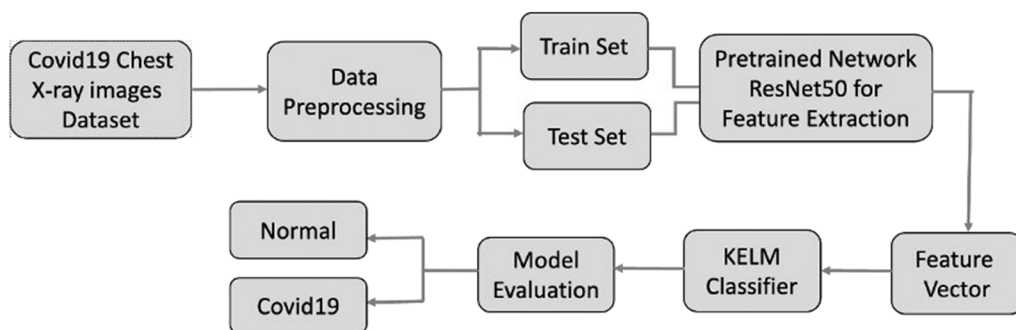 Covid19 Chest
X-ray images
Dataset
Data
Preprocessing
Train Set
Test Set
Pretrained Network
ResNet50 for
Feature Extraction
Feature
Vector
KELM
Classifier
Model
Evaluation
Normal
Covid19